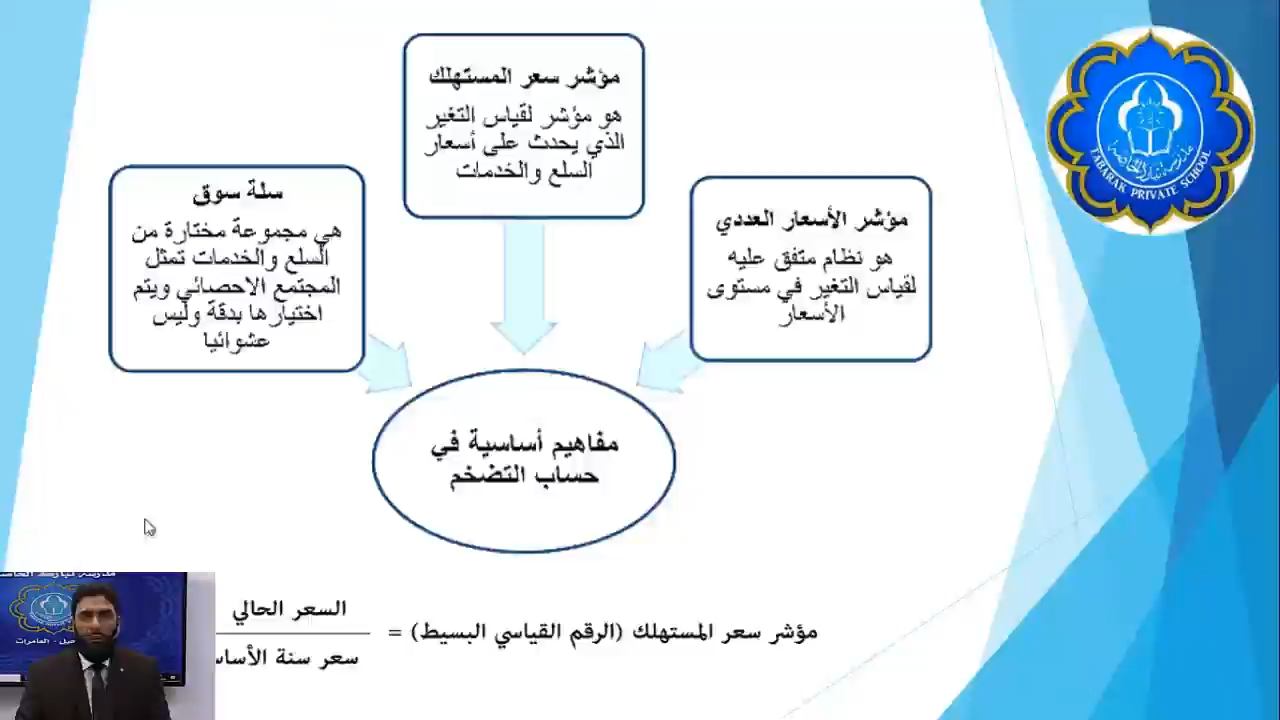 مؤشر سعر المستهلك
هو مؤشر لقياس التغير
الذي يحدث على أسعار
السلع والخدمات
مؤشر الأسعار العددي
هو نظام متفق عليه
لقياس التغير في مستوى
الأسعار
سلة سوق
هي مجموعة مختارة من
السلع والخدمات تمثل
المجتمع الاحصائي ويتم
اختيارها بدقة وليس
عشوائيا
مفاهيم أساسية في
حساب التضخم
مؤشر سعر المستهلك (الرقم القياسي البسيط) =
السعر الحالي
سعر سنة الأساس
TABARAK PRIVATE SCHOOL
العامرات